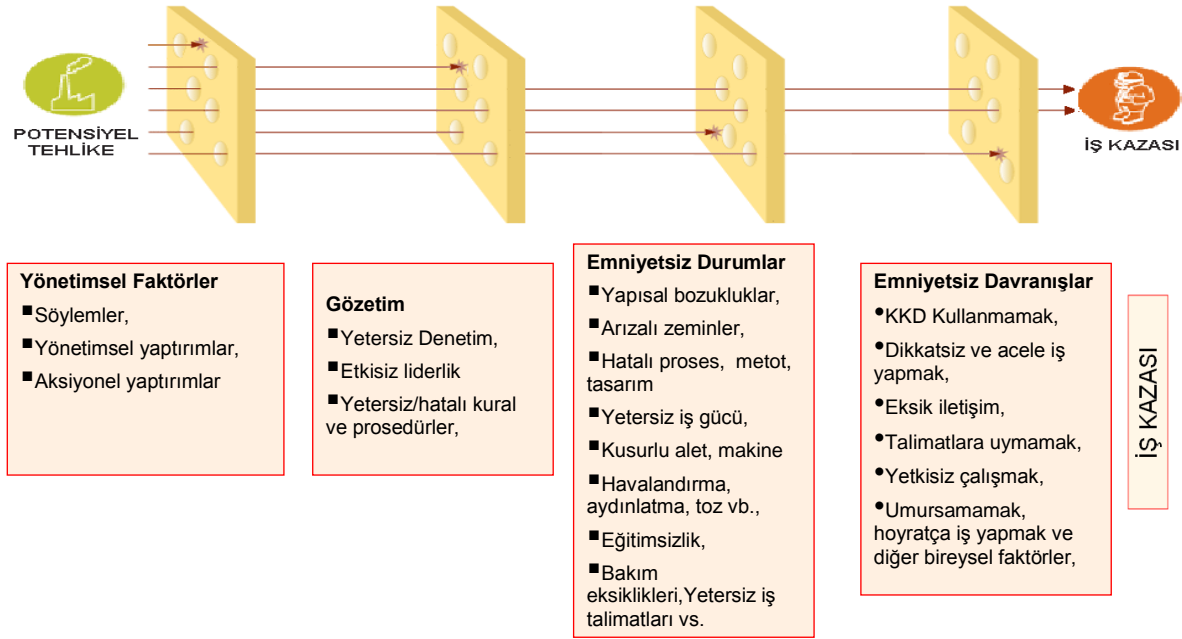 POTENSİYEL
TEHLİKE
İŞ KAZASI
Yönetimsel Faktörler
▪Söylemler,
▪Yönetimsel yaptırımlar,
▪Aksiyonel yaptırımlar
Gözetim
▪Yetersiz Denetim,
▪Etkisiz liderlik
▪Yetersiz/hatalı kural
ve prosedürler,
Emniyetsiz Durumlar
▪Yapısal bozukluklar,
▪Arızalı zeminler,
▪Hatalı proses, metot,
tasarım
▪Yetersiz iş gücü,
▪Kusurlu alet, makine
▪Havalandırma,
aydınlatma, toz vb.,
▪Eğitimsizlik,
▪Bakım
eksiklikleri,Yetersiz iş
talimatları vs.
Emniyetsiz Davranışlar
•KKD Kullanmamak,
•Dikkatsiz ve acele iş
yapmak,
•Eksik iletişim,
•Talimatlara uymamak,
•Yetkisiz çalışmak,
•Umursamamak,
hoyratça iş yapmak ve
diğer bireysel faktörler,
İŞ KAZASI